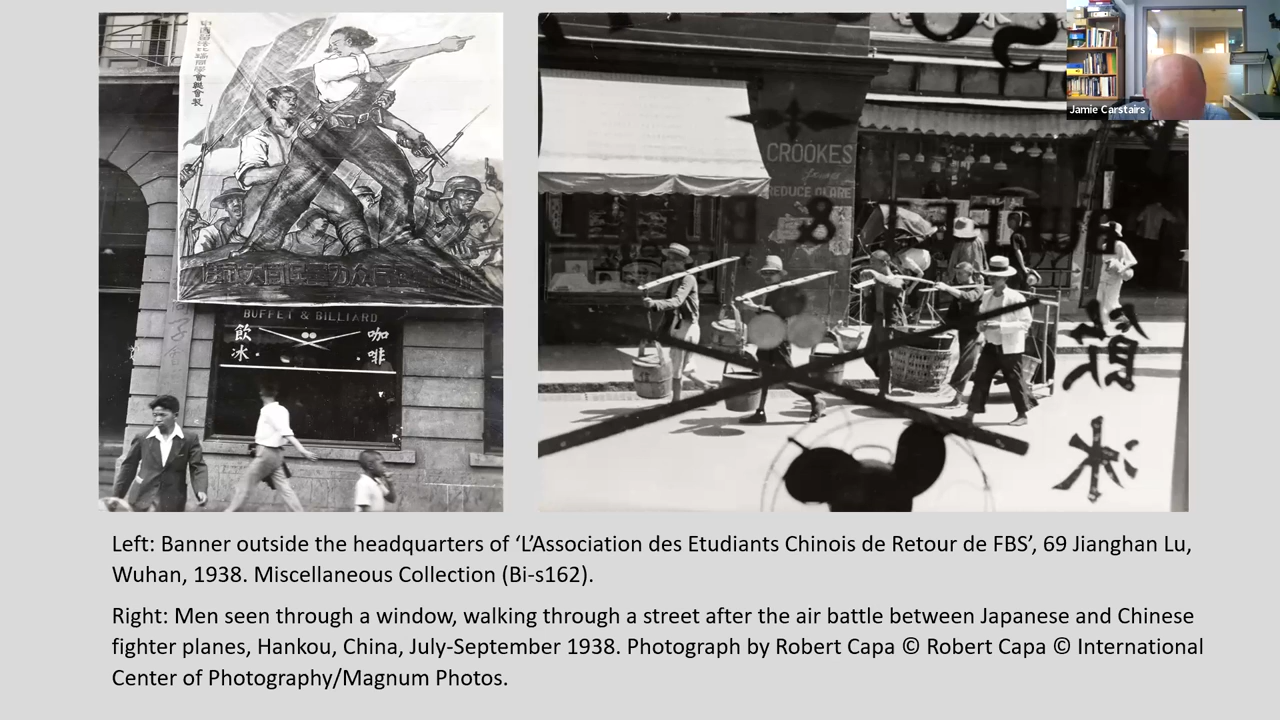 BUFFET & BILLIARD
飲 咖
冰 啡
CROOKES
REDUCE GLARE
冰
Jamie Carstairs
Left: Banner outside the headquarters of ‘L’Association des Etudiants Chinois de Retour de FBS’, 69 Jianghan Lu,
Wuhan, 1938. Miscellaneous Collection (Bi-s162).
Right: Men seen through a window, walking through a street after the air battle between Japanese and Chinese
fighter planes, Hankou, China, July-September 1938. Photograph by Robert Capa © Robert Capa © International
Center of Photography/Magnum Photos.